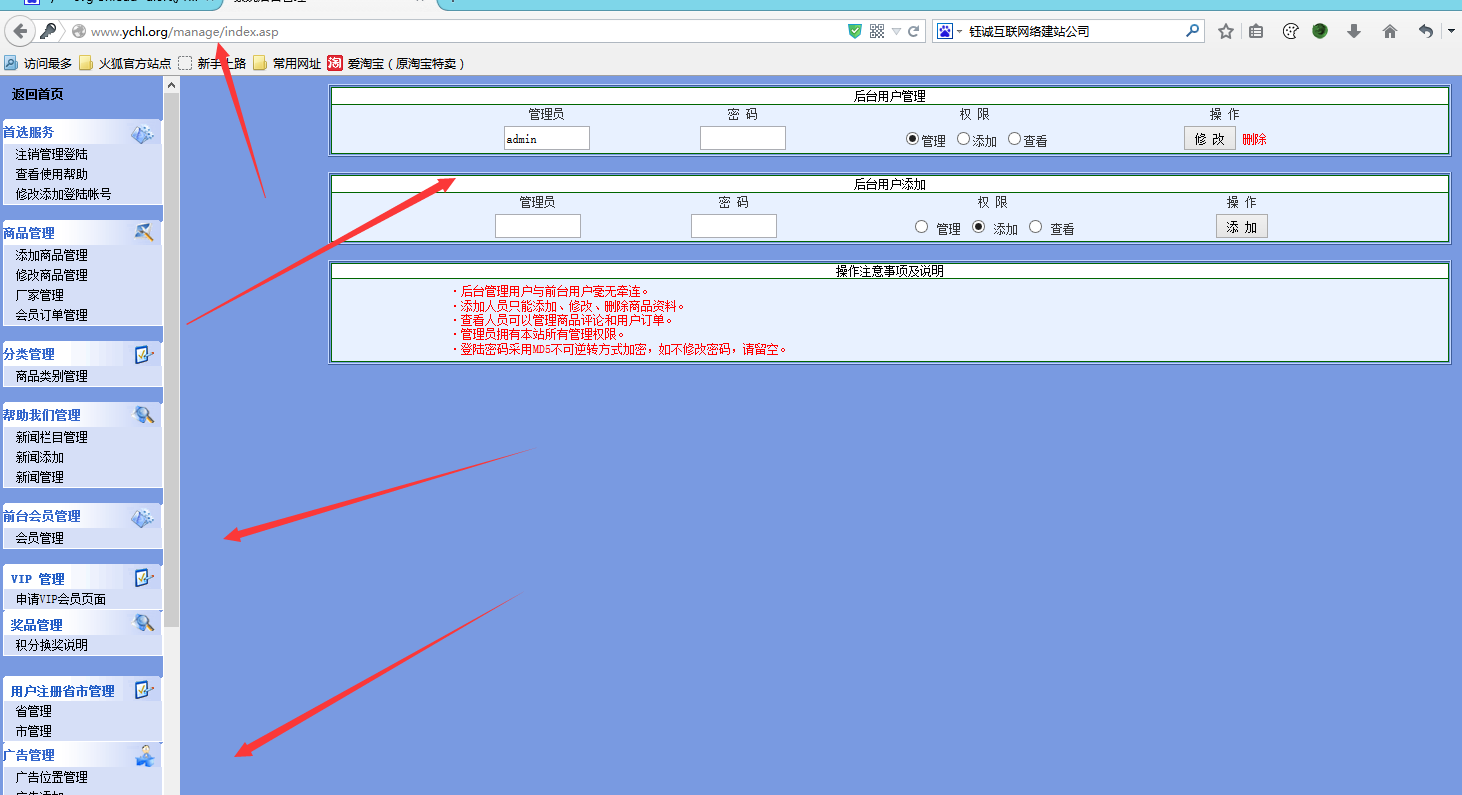 www.ychl.org/manage/index.asp
钰诚互联网络建站公司
访问最多 火狐官方站点 新手上路 常用网址 爱淘宝（原淘宝特卖）
返回首页
首选服务
注销管理登陆
查看使用帮助
修改添加登陆帐号
商品管理
添加商品管理
修改商品管理
厂家管理
会员订单管理
分类管理
商品类别管理
帮助我们管理
新闻栏目管理
新闻添加
新闻管理
前台会员管理
会员管理
VIP 管理
申请VIP会员页面
奖品管理
积分换奖说明
用户注册省市管理
省管理
市管理
广告管理
广告位置管理
后台用户管理
管理员 密 码 权 限 操 作
admin 管理 添加 查看 修 改 删除
后台用户添加
管理员 密 码 权 限 操 作
管理 添加 查看 添 加
操作注意事项及说明
·后台管理用户与前台用户毫无牵连。
·添加人员只能添加、修改、删除商品资料。
·查看人员可以管理商品评论和用户订单。
·管理员拥有本站所有管理权限。
·登陆密码采用MD5不可逆转方式加密，如不修改密码，请留空。